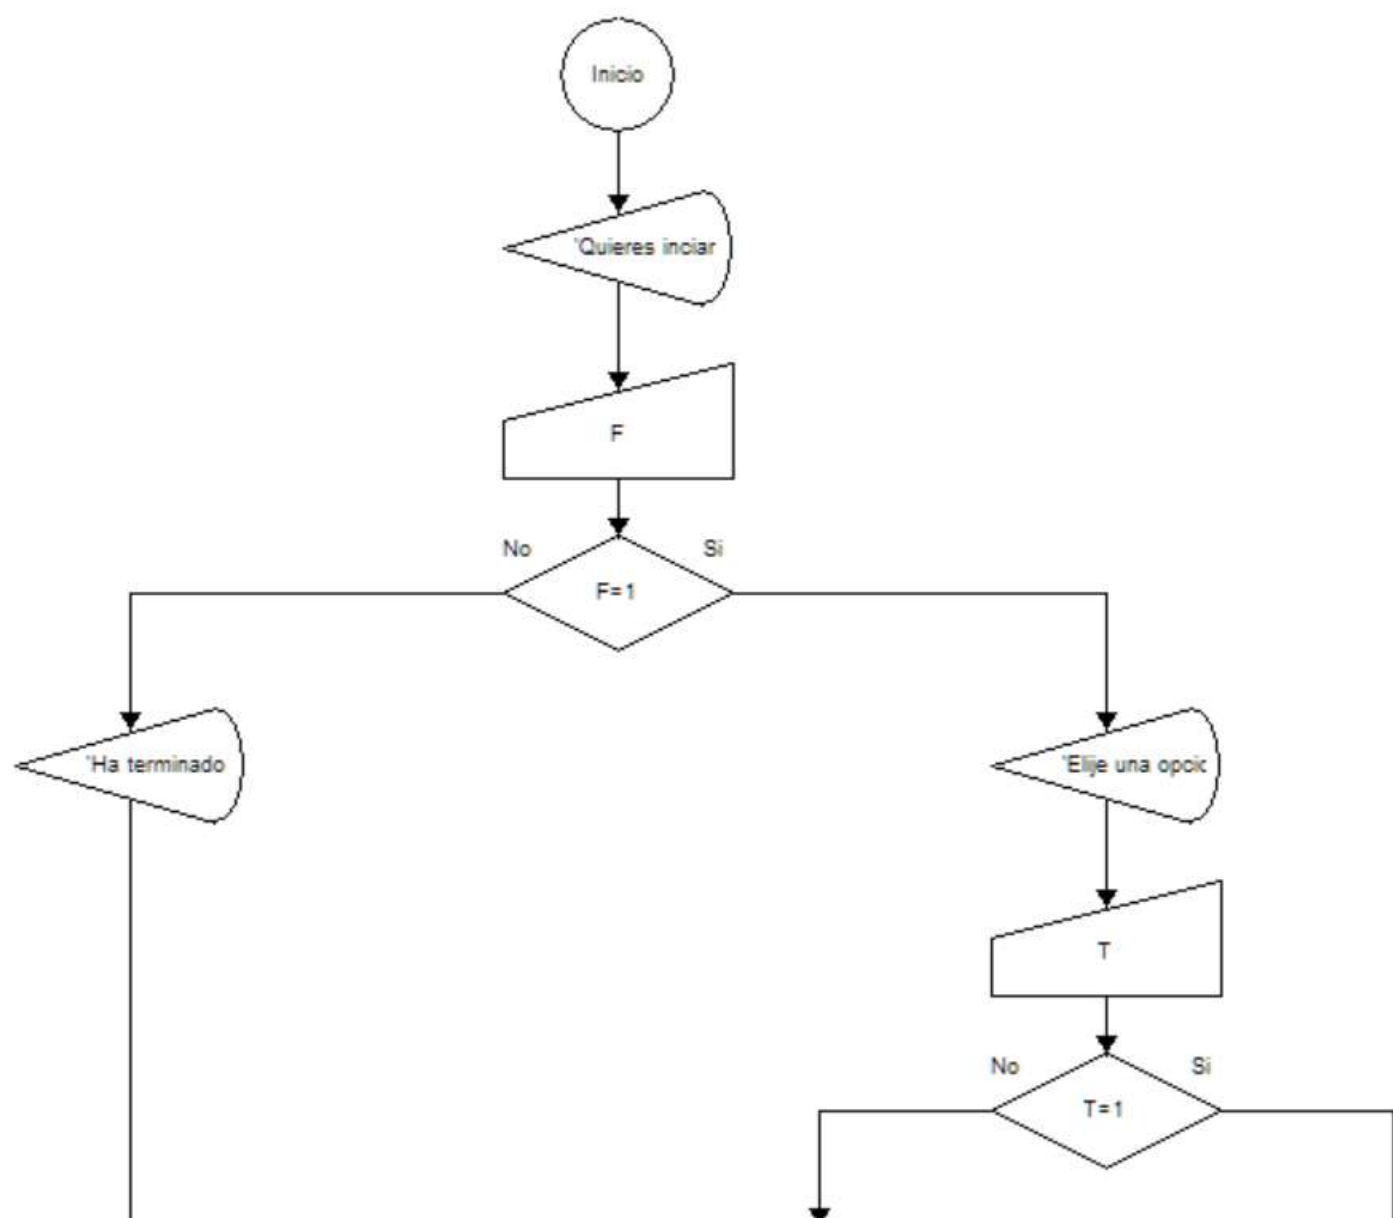 Inicio
'Quieres inciar
F
No
Si
F=1
'Ha terminado
'Elije una opcic
T
No
Si
T=1